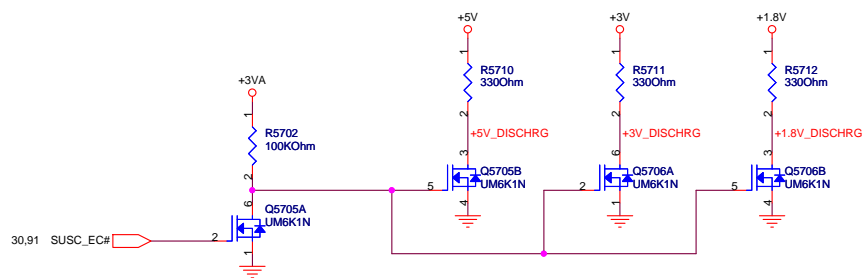 +5V
+3V
+1.8V
1
1
1
R5710
330Ohm
R5711
330Ohm
R5712
330Ohm
+3VA
2
2
2
1
+5V_DISCHRG
+3V_DISCHRG
+1.8V_DISCHRG
R5702
100KOhm
3
6
3
2
Q5705B
UM6K1N
Q5706A
UM6K1N
Q5706B
UM6K1N
5
2
5
6
4
1
4
Q5705A
UM6K1N
30,91 SUSC_EC#
2
1